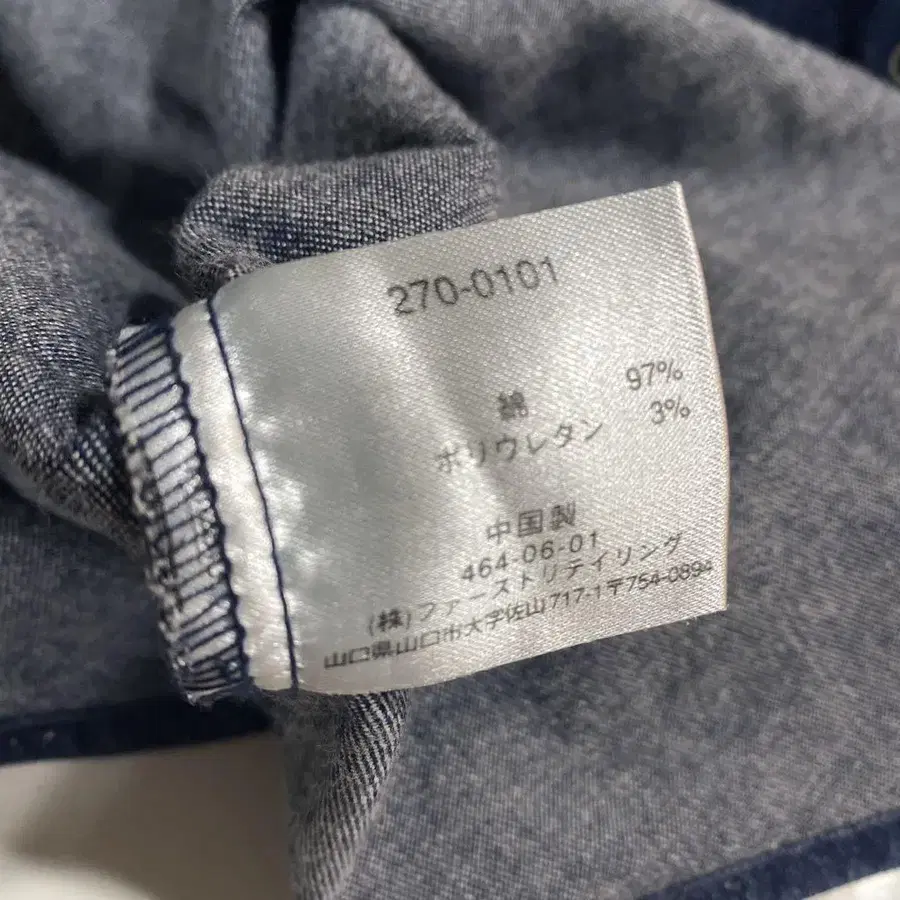 270-0101
綿 97%
ポリウレタン 3%
中国製
464-06-01
(株)ファーストリテイリング
山口県山口市大字佐山717-1〒754-0894